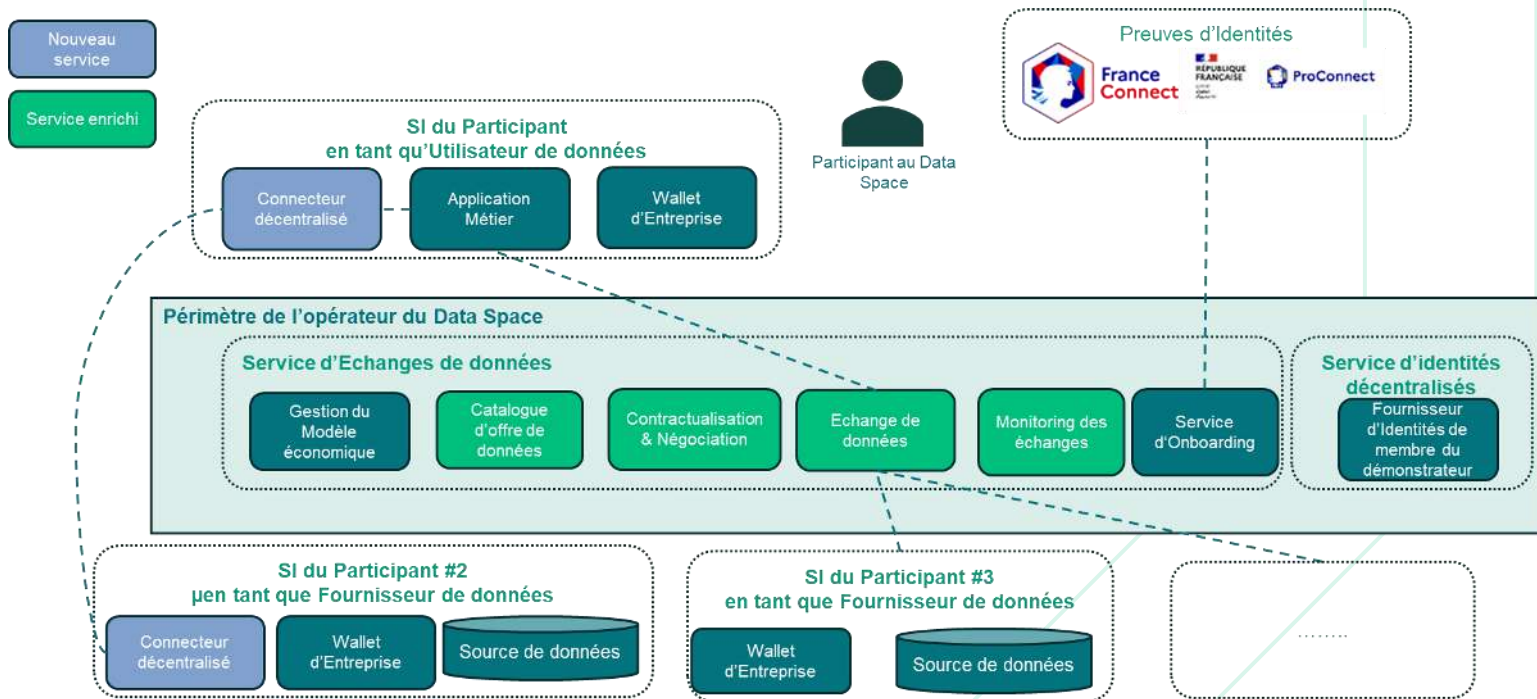 Nouveau
service
Service enrichi
Preuves d'Identités
France
Connect
RÉPUBLIQUE
FRANÇAISE
ProConnect
Participant au Data
Space
SI du Participant
en tant qu'Utilisateur de données
Connecteur
décentralisé
Application
Métier
Wallet
d'Entreprise
Périmètre de l'opérateur du Data Space
Service d'Echanges de données
Gestion du
Modèle
économique
Catalogue
d'offre de
données
Contractualisation
& Négociation
Echange de
données
Monitoring des
échanges
Service
d'Onboarding
Service d'identités
décentralisés
Fournisseur
d'Identités de
membre du
démonstrateur
SI du Participant #2
µen tant que Fournisseur de données
Connecteur
décentralisé
Wallet
d'Entreprise
Source de données
SI du Participant #3
en tant que Fournisseur de données
Wallet
d'Entreprise
Source de données
........